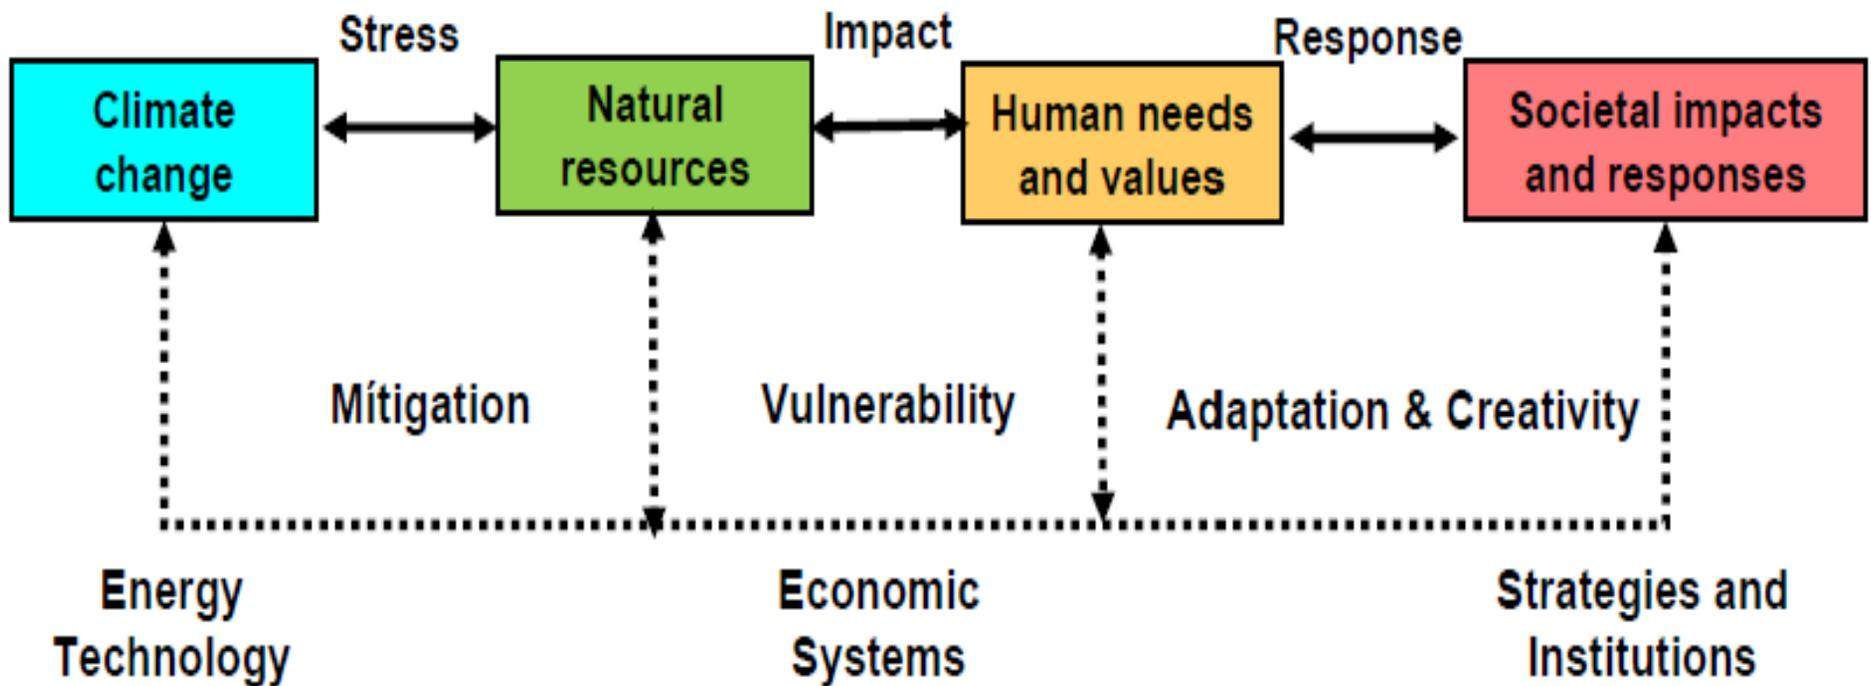 Stress
Impact
Response
Climate
change
Natural
resources
Human needs
and values
Societal impacts
and responses
Mítigation
Vulnerability
Adaptation & Creativity
Energy
Technology
Economic
Systems
Strategies and
Institutions